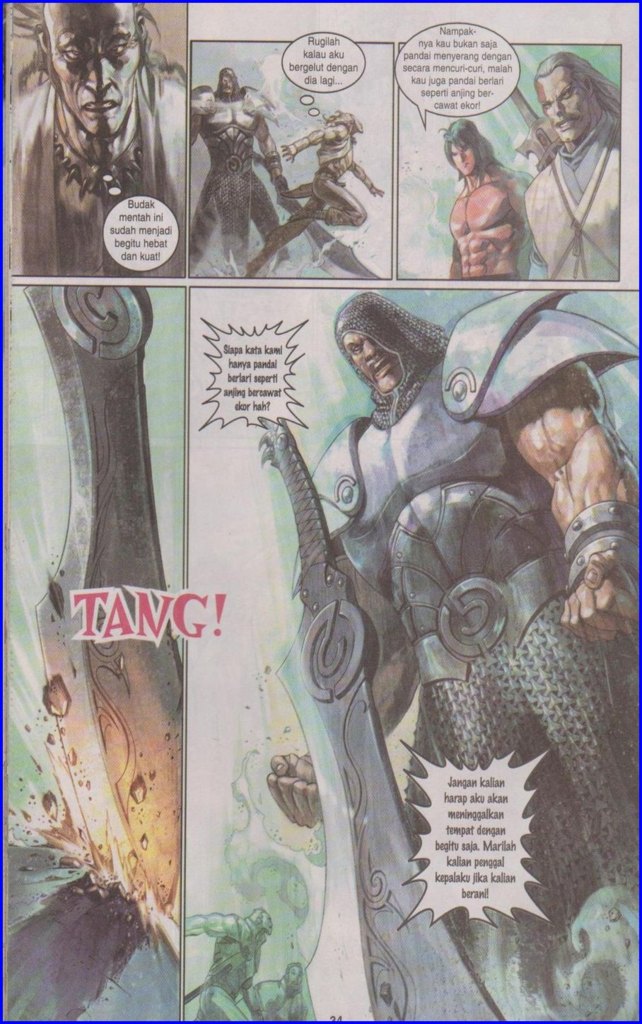 Budak
mentah ini
sudah menjadi
begitu hebat
dan kuat!
Rugilah
kalau aku
bergelut dengan
dia lagi...
Nampak-
nya kau bukan saja
pandai menyerang dengan
secara mencuri-curi, malah
kau juga pandai berlari
seperti anjing ber-
cawat ekor!
TANG!
Siapa kata kami
hanya pandai
berlari seperti
anjing bercawat
ekor hah?
Jangan kalian
harap aku akan
meninggalkan
tempat dengan
begitu saja. Marilah
kalian penggal
kepalaku jika kalian
berani!
34